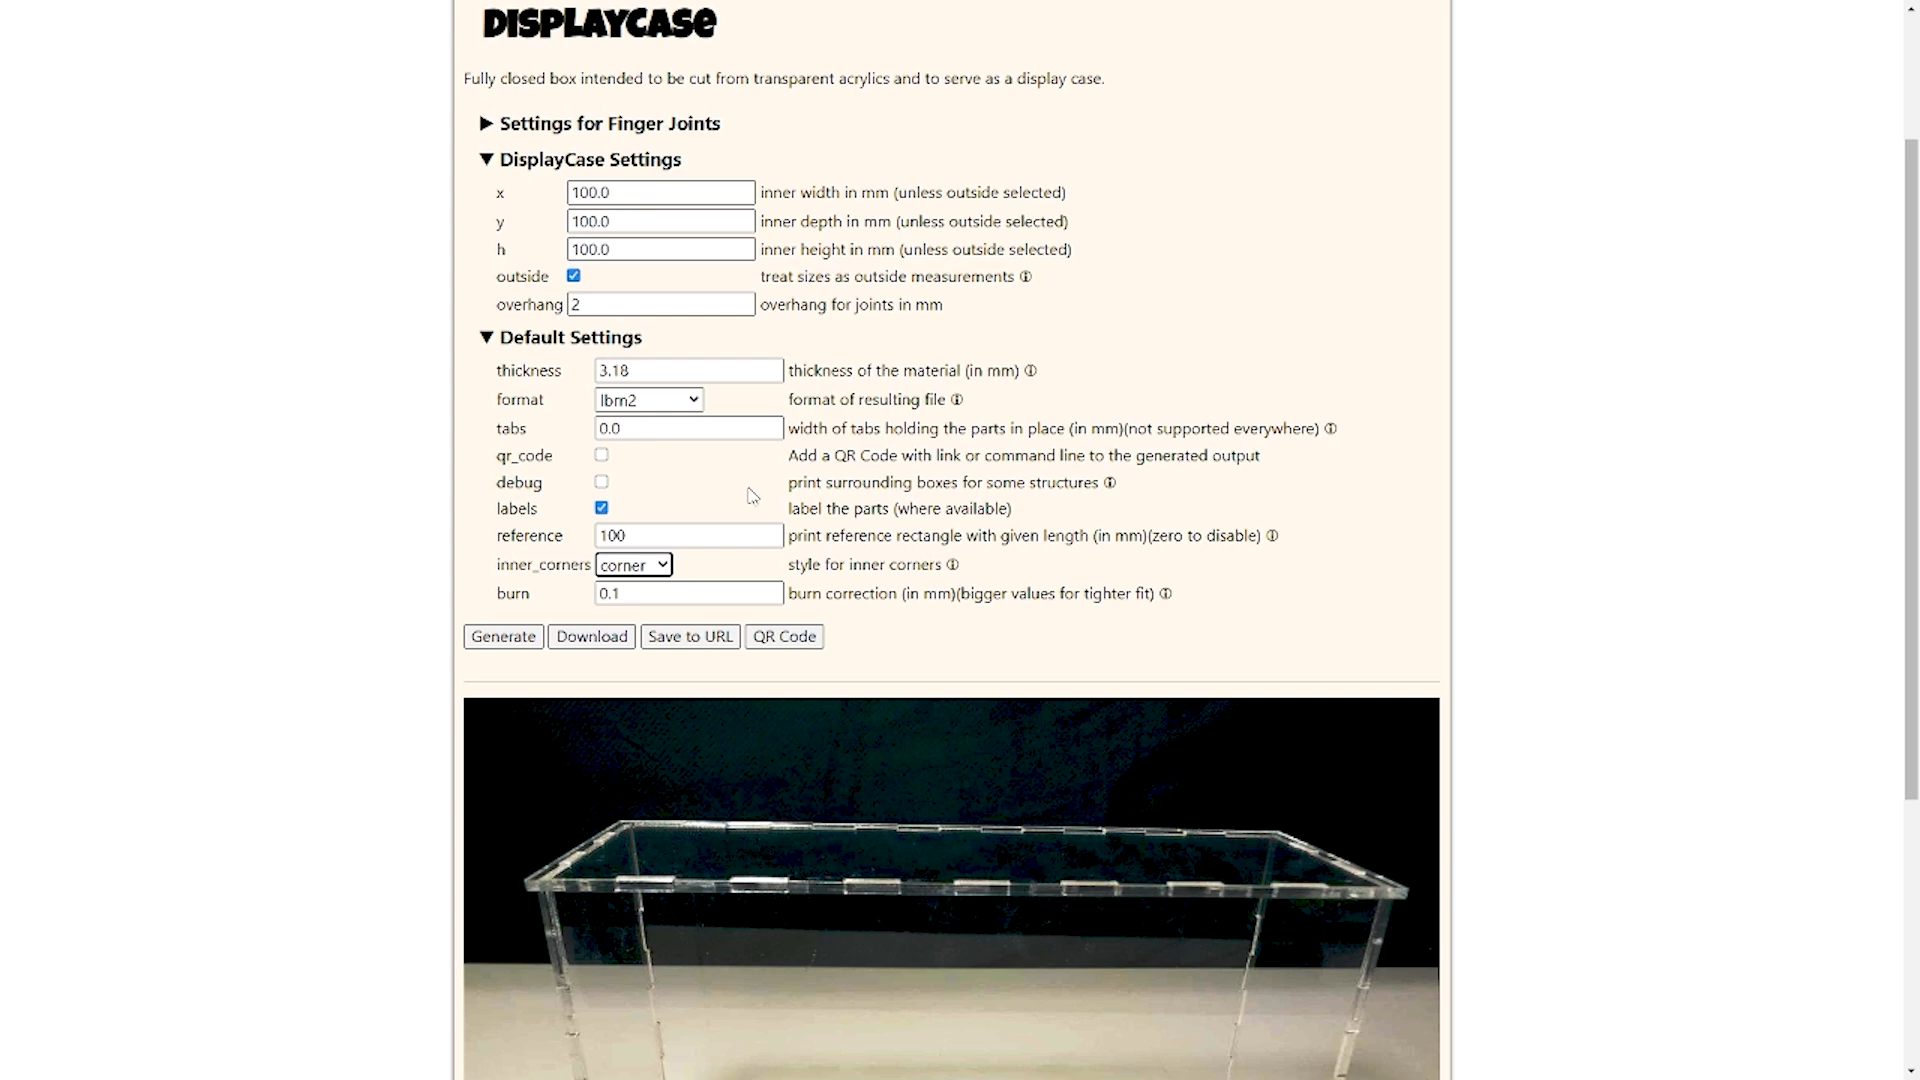 DISPLAYCASE
Fully closed box intended to be cut from transparent acrylics and to serve as a display case.
▶ Settings for Finger Joints
▼ DisplayCase Settings
x 100.0 inner width in mm (unless outside selected)
y 100.0 inner depth in mm (unless outside selected)
h 100.0 inner height in mm (unless outside selected)
outside treat sizes as outside measurements ⓘ
overhang 2 overhang for joints in mm
▼ Default Settings
thickness 3.18 thickness of the material (in mm) ⓘ
format lbrn2 format of resulting file ⓘ
tabs 0.0 width of tabs holding the parts in place (in mm)(not supported everywhere) ⓘ
qr_code Add a QR Code with link or command line to the generated output
debug print surrounding boxes for some structures ⓘ
labels label the parts (where available)
reference 100 print reference rectangle with given length (in mm)(zero to disable) ⓘ
inner_corners corner style for inner corners ⓘ
burn 0.1 burn correction (in mm)(bigger values for tighter fit) ⓘ
Generate Download Save to URL QR Code